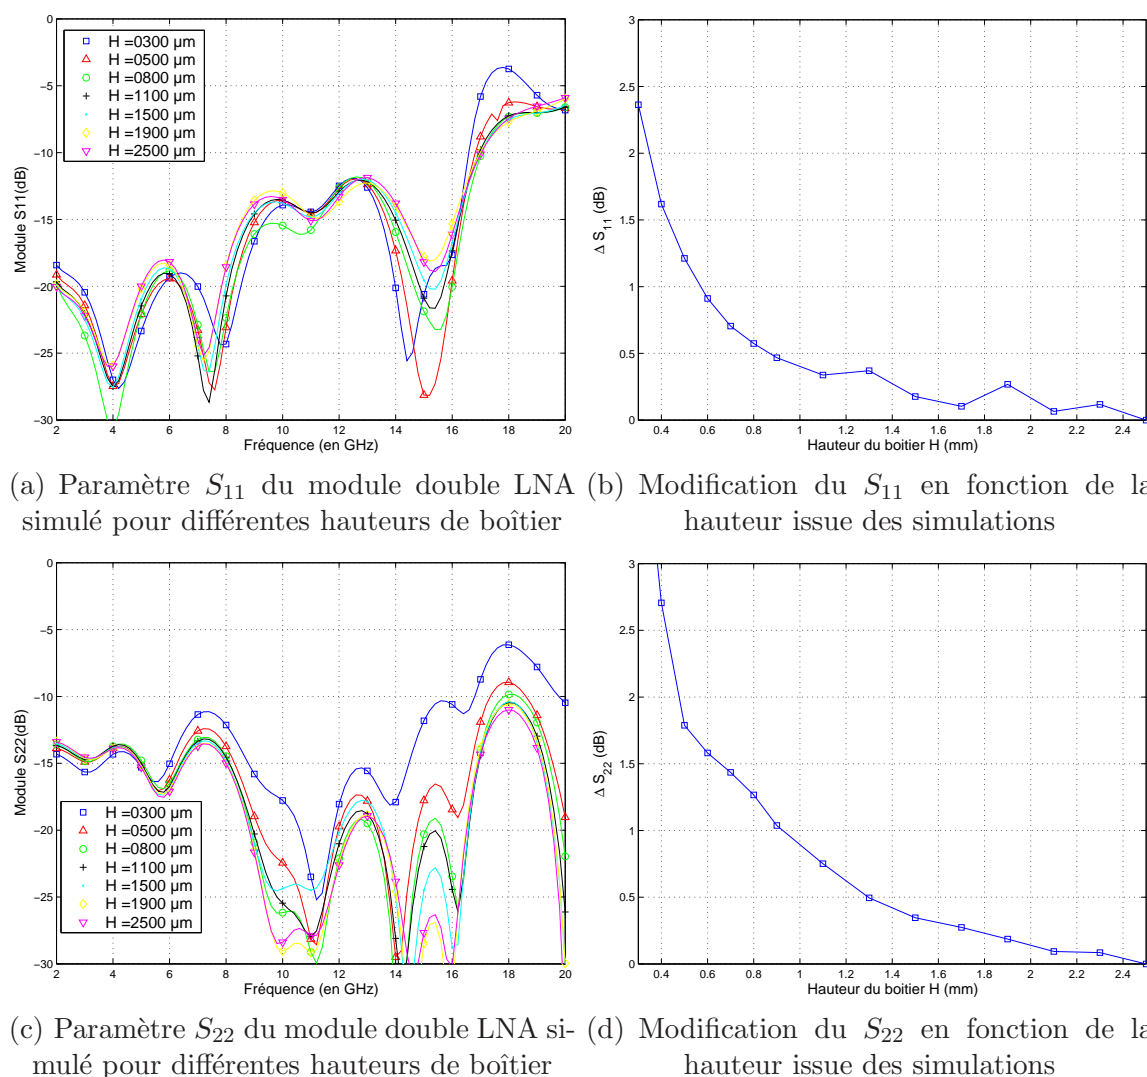 0
−5
−10
−15
−20
−25
−30
2 4 6 8 10 12 14 16 18 20
Module S11(dB)
Fréquence (en GHz)
H =0300 µm
H =0500 µm
H =0800 µm
H =1100 µm
H =1500 µm
H =1900 µm
H =2500 µm
3
2.5
2
1.5
1
0.5
0
0.4 0.6 0.8 1 1.2 1.4 1.6 1.8 2 2.2 2.4
Δ S11 (dB)
Hauteur du boitier H (mm)
(a) Paramètre S11 du module double LNA
simulé pour différentes hauteurs de boîtier
(b) Modification du S11 en fonction de la
hauteur issue des simulations
0
−5
−10
−15
−20
−25
−30
2 4 6 8 10 12 14 16 18 20
Module S22(dB)
Fréquence (en GHz)
H =0300 µm
H =0500 µm
H =0800 µm
H =1100 µm
H =1500 µm
H =1900 µm
H =2500 µm
3
2.5
2
1.5
1
0.5
0
0.4 0.6 0.8 1 1.2 1.4 1.6 1.8 2 2.2 2.4
Δ S22 (dB)
Hauteur du boitier H (mm)
(c) Paramètre S22 du module double LNA si-
mulé pour différentes hauteurs de boîtier
(d) Modification du S22 en fonction de la
hauteur issue des simulations